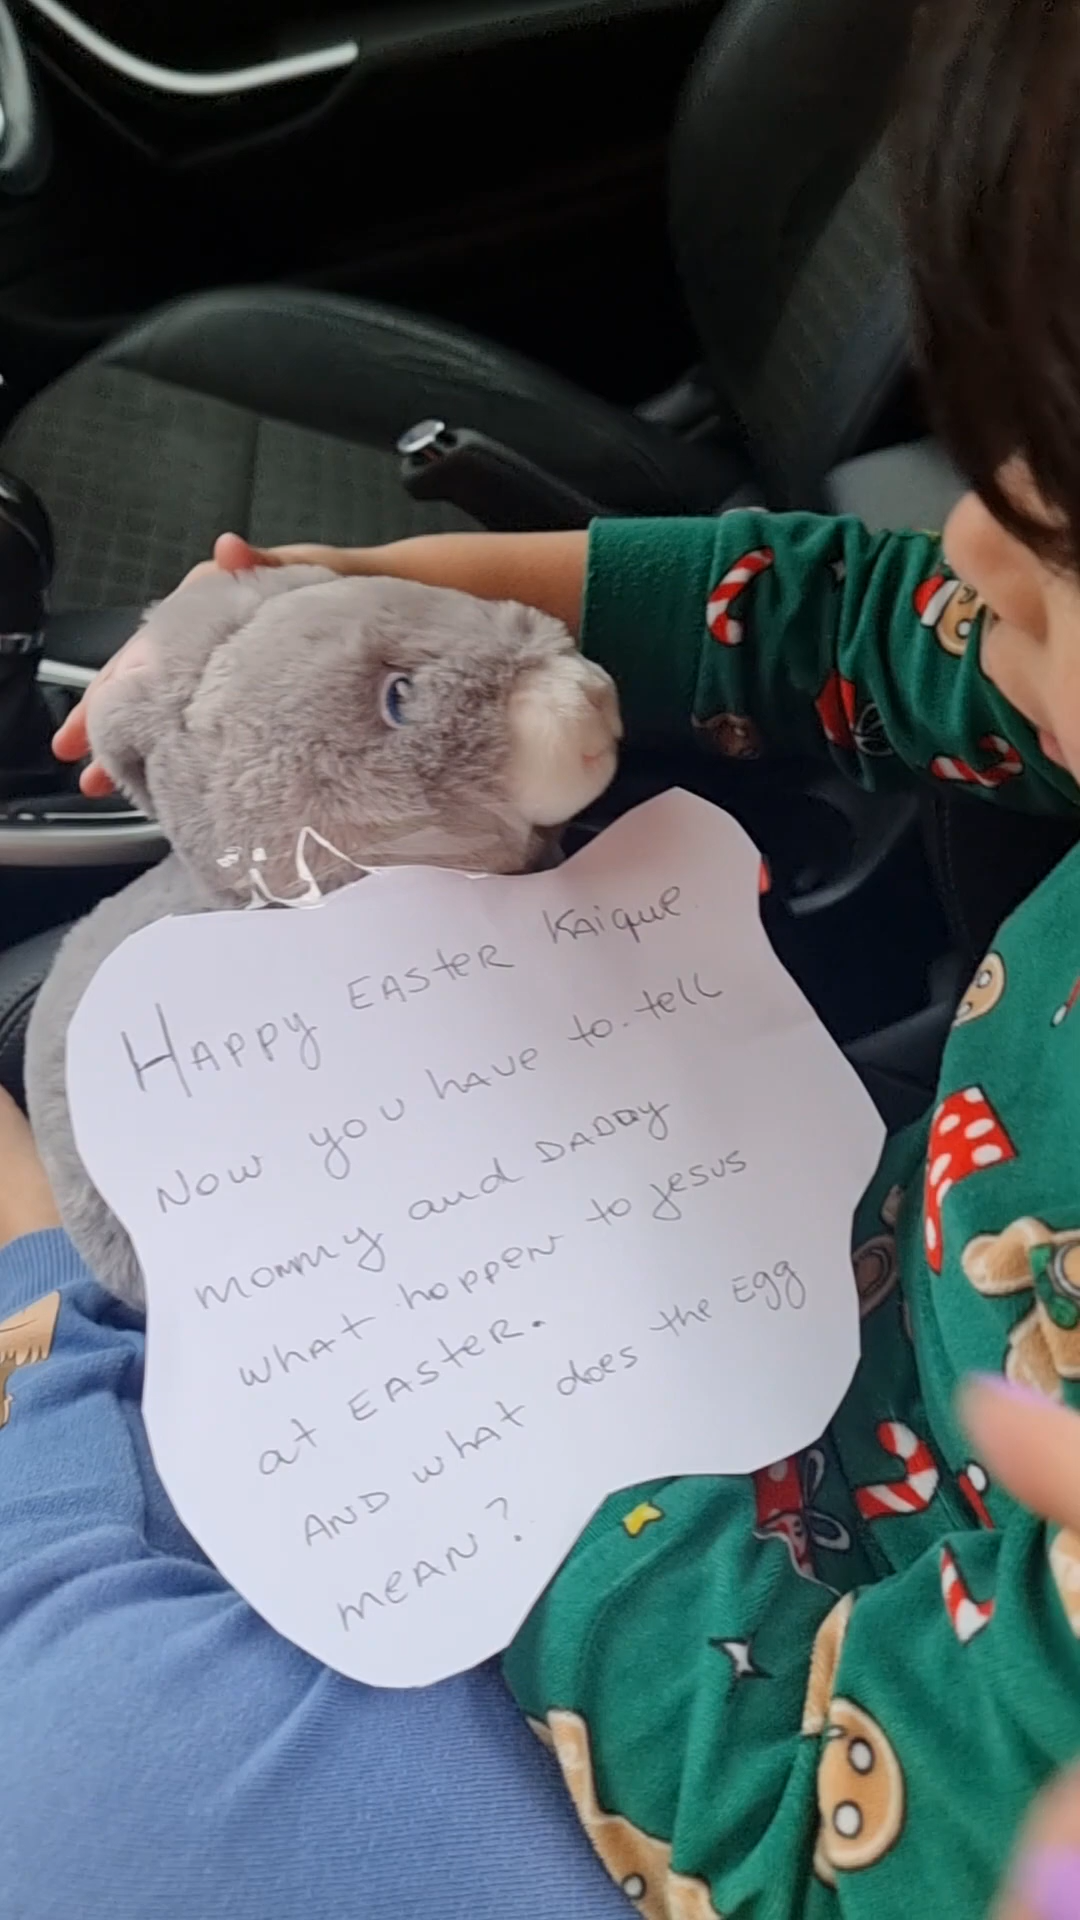 HAPPY EASTER KAique.
Now you have to tell
mommy and DADDY
what hoppen to Jesus
at EASTER.
AND what does the Egg
mean?